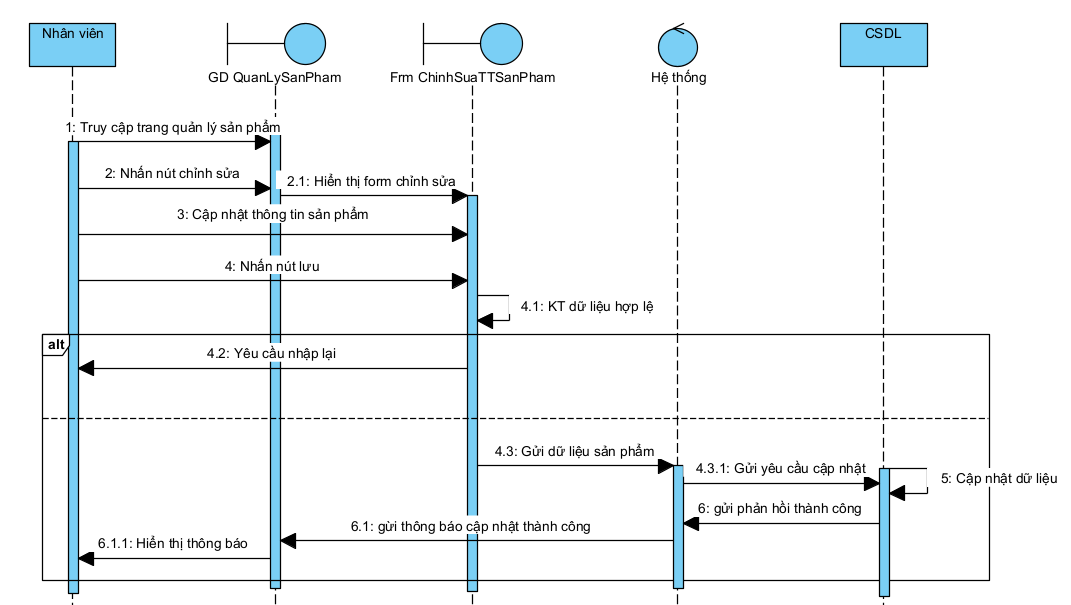 Nhân viên
GD QuanLySanPham
Frm ChinhSuaTTSanPham
Hệ thống
CSDL
1: Truy cập trang quản lý sản phẩm
2: Nhấn nút chỉnh sửa
2.1: Hiển thị form chỉnh sửa
3: Cập nhật thông tin sản phẩm
4: Nhấn nút lưu
4.1: KT dữ liệu hợp lệ
alt
4.2: Yêu cầu nhập lại
4.3: Gửi dữ liệu sản phẩm
4.3.1: Gửi yêu cầu cập nhật
5: Cập nhật dữ liệu
6: gửi phản hồi thành công
6.1: gừi thông báo cập nhật thành công
6.1.1: Hiển thị thông báo